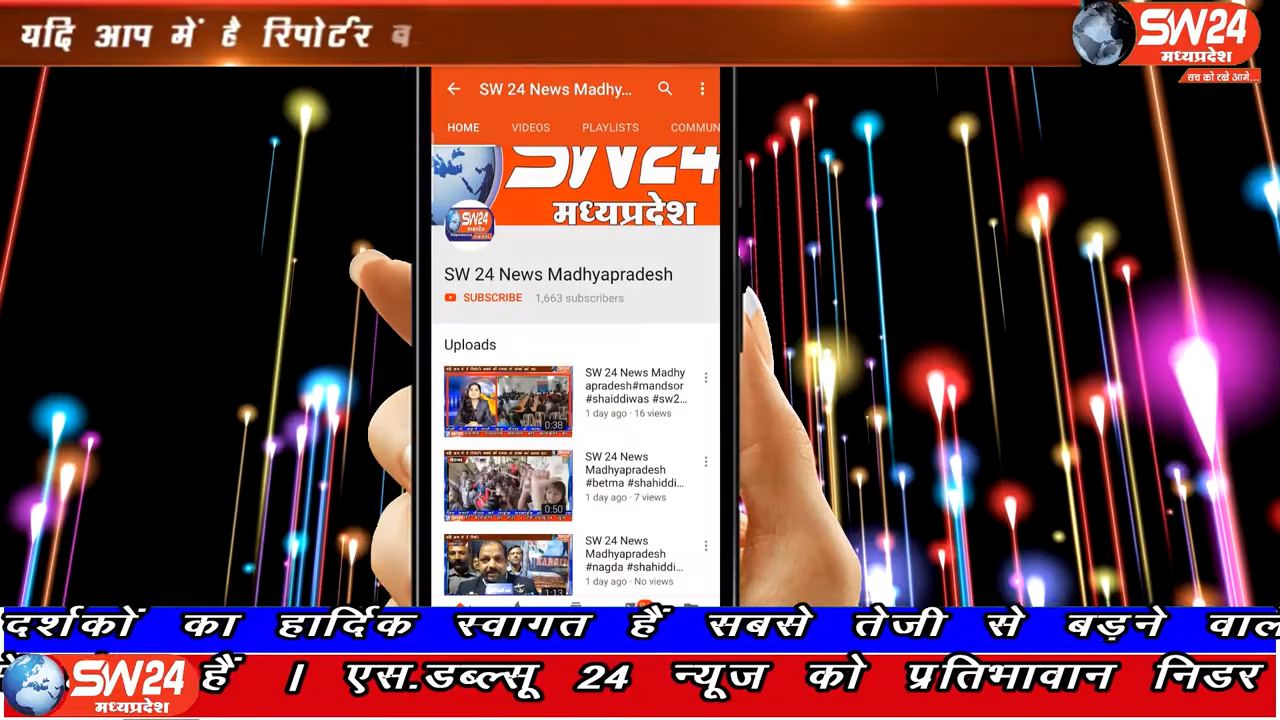 यदि आप में है रिपोर्टर ब
SW24
मध्यप्रदेश
सच को रखे आगे...
SW 24 News Madhy...
HOME VIDEOS PLAYLISTS COMMUN
SW24
मध्यप्रदेश
SW24
SW 24 News Madhyapradesh
SUBSCRIBE 1,663 subscribers
Uploads
SW 24 News Madhy
apradesh#mandsor
#shaiddiwas #sw2...
1 day ago · 16 views
0:38
SW 24 News
Madhyapradesh
#betma #shahiddi...
1 day ago · 7 views
0:50
SW 24 News
Madhyapradesh
#nagda #shahiddi...
1 day ago · No views
1:13
दर्शकों का हार्दिक स्वागत हैं सबसे तेजी से बड़ने वाल
हैं । एस.डब्ल्सू 24 न्यूज को प्रतिभावान निडर
SW24
मध्यप्रदेश